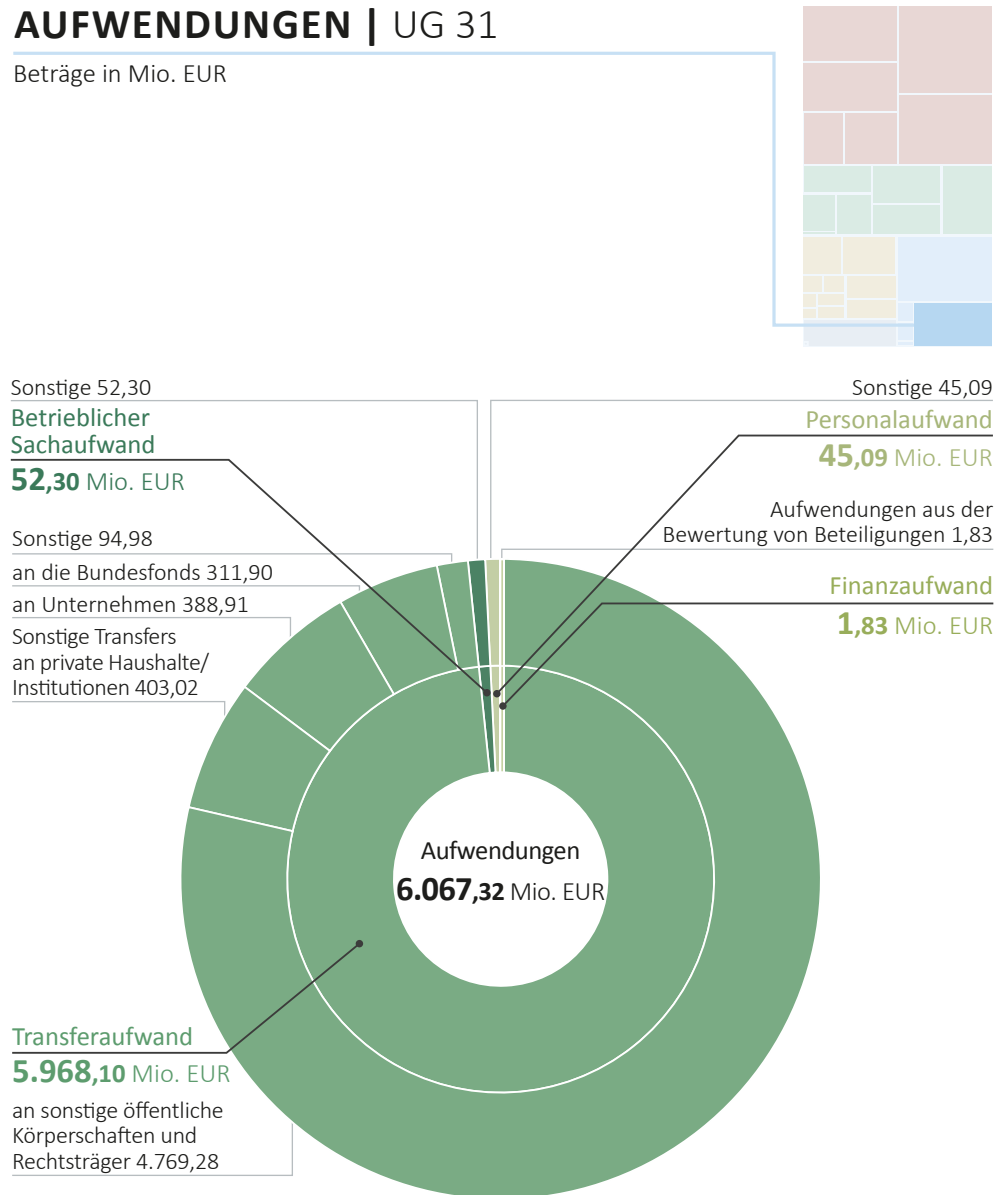 AUFWENDUNGEN | UG 31
Beträge in Mio. EUR
Sonstige 52,30
Betrieblicher
Sachaufwand
52,30 Mio. EUR
Sonstige 94,98
an die Bundesfonds 311,90
an Unternehmen 388,91
Sonstige Transfers
an private Haushalte/
Institutionen 403,02
Sonstige 45,09
Personalaufwand
45,09 Mio. EUR
Aufwendungen aus der
Bewertung von Beteiligungen 1,83
Finanzaufwand
1,83 Mio. EUR
Aufwendungen
6.067,32 Mio. EUR
Transferaufwand
5.968,10 Mio. EUR
an sonstige öffentliche
Körperschaften und
Rechtsträger 4.769,28